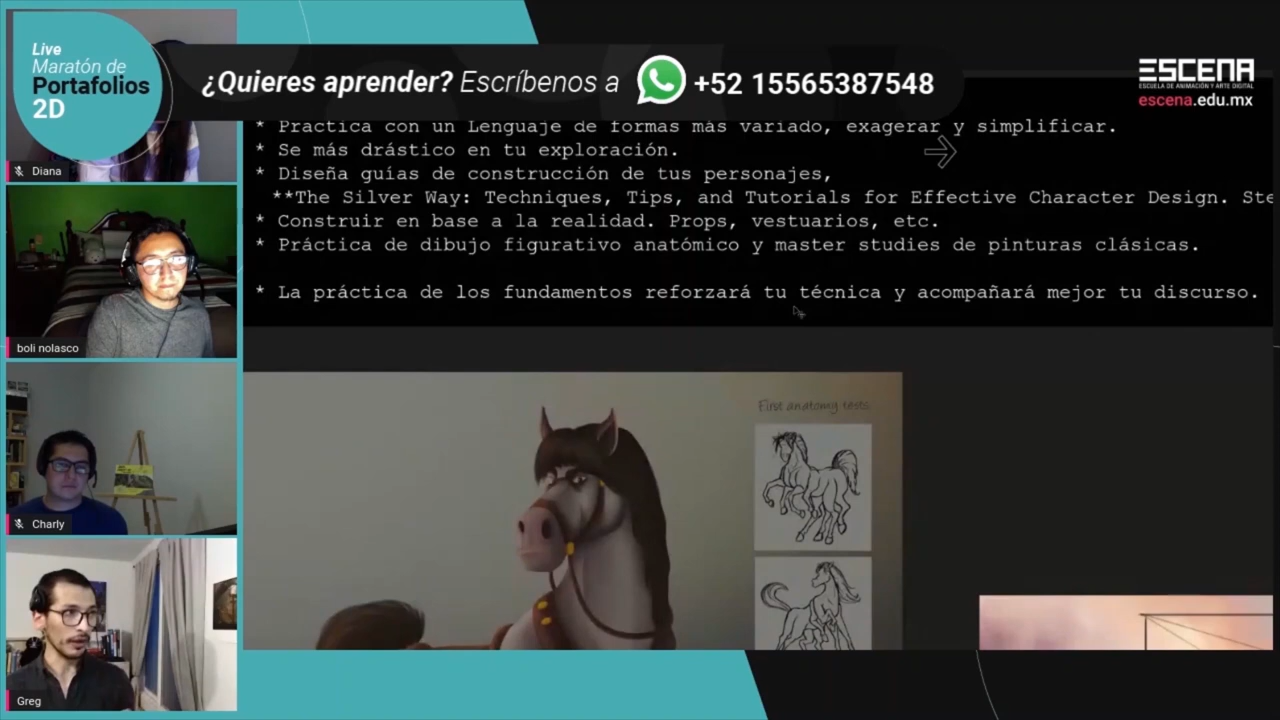 Live
Maratón de
Portafolios
2D
¿Quieres aprender? Escríbenos a +52 15565387548
ESCENA
ESCUELA DE ANIMACIÓN Y ARTE DIGITAL
escena.edu.mx
* Practica con un Lenguaje de formas más variado, exagerar y simplificar.
* Se más drástico en tu exploración.
* Diseña guías de construcción de tus personajes,
**The Silver Way: Techniques, Tips, and Tutorials for Effective Character Design. Ste
* Construir en base a la realidad. Props, vestuarios, etc.
* Práctica de dibujo figurativo anatómico y master studies de pinturas clásicas.
* La práctica de los fundamentos reforzará tu técnica y acompañará mejor tu discurso.
First anatomy tests.
Diana
boli nolasco
Charly
Greg